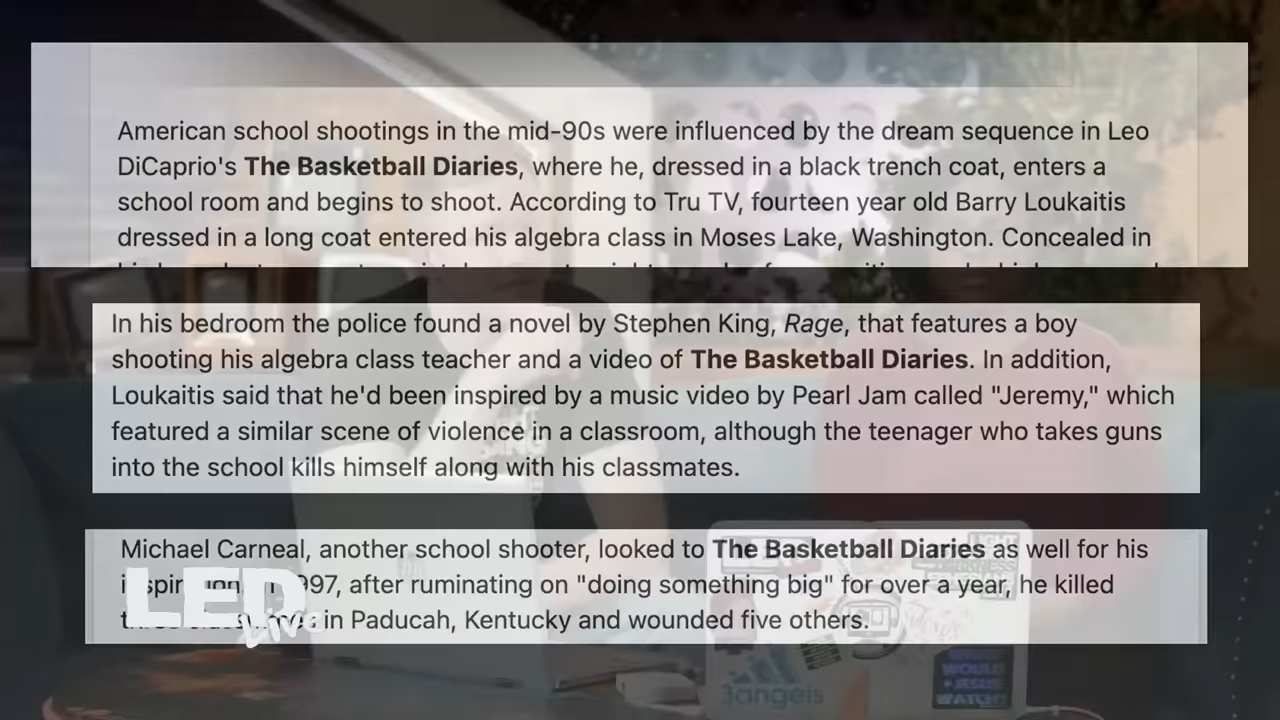 American school shootings in the mid-90s were influenced by the dream sequence in Leo
DiCaprio's The Basketball Diaries, where he, dressed in a black trench coat, enters a
school room and begins to shoot. According to Tru TV, fourteen year old Barry Loukaitis
dressed in a long coat entered his algebra class in Moses Lake, Washington. Concealed in
In his bedroom the police found a novel by Stephen King, Rage, that features a boy
shooting his algebra class teacher and a video of The Basketball Diaries. In addition,
Loukaitis said that he'd been inspired by a music video by Pearl Jam called "Jeremy," which
featured a similar scene of violence in a classroom, although the teenager who takes guns
into the school kills himself along with his classmates.
Michael Carneal, another school shooter, looked to The Basketball Diaries as well for his
997, after ruminating on "doing something big" for over a year, he killed
in Paducah, Kentucky and wounded five others.
LED
LIVE
3angels
WHAT
WOULD
JESUS
WATCH?